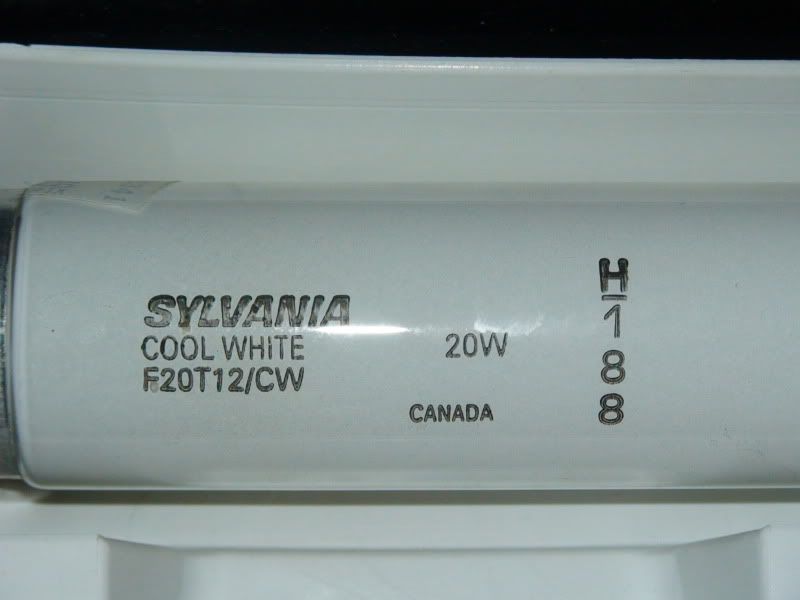 SYLVANIA
COOL WHITE
F20T12/CW
20W
CANADA
H
1
8
8